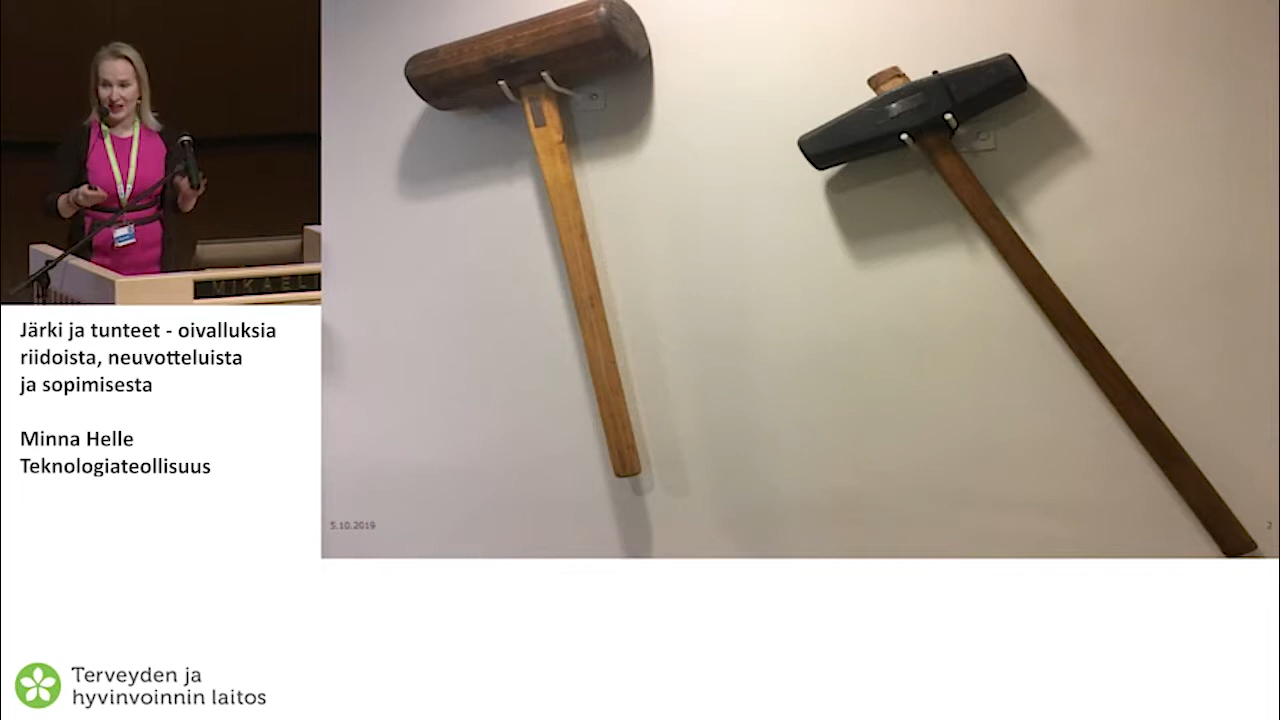 MIKAELI
Järki ja tunteet - oivalluksia
riidoista, neuvotteluista
ja sopimisesta
Minna Helle
Teknologiateollisuus
5.10.2019
2
Terveyden ja
hyvinvoinnin laitos